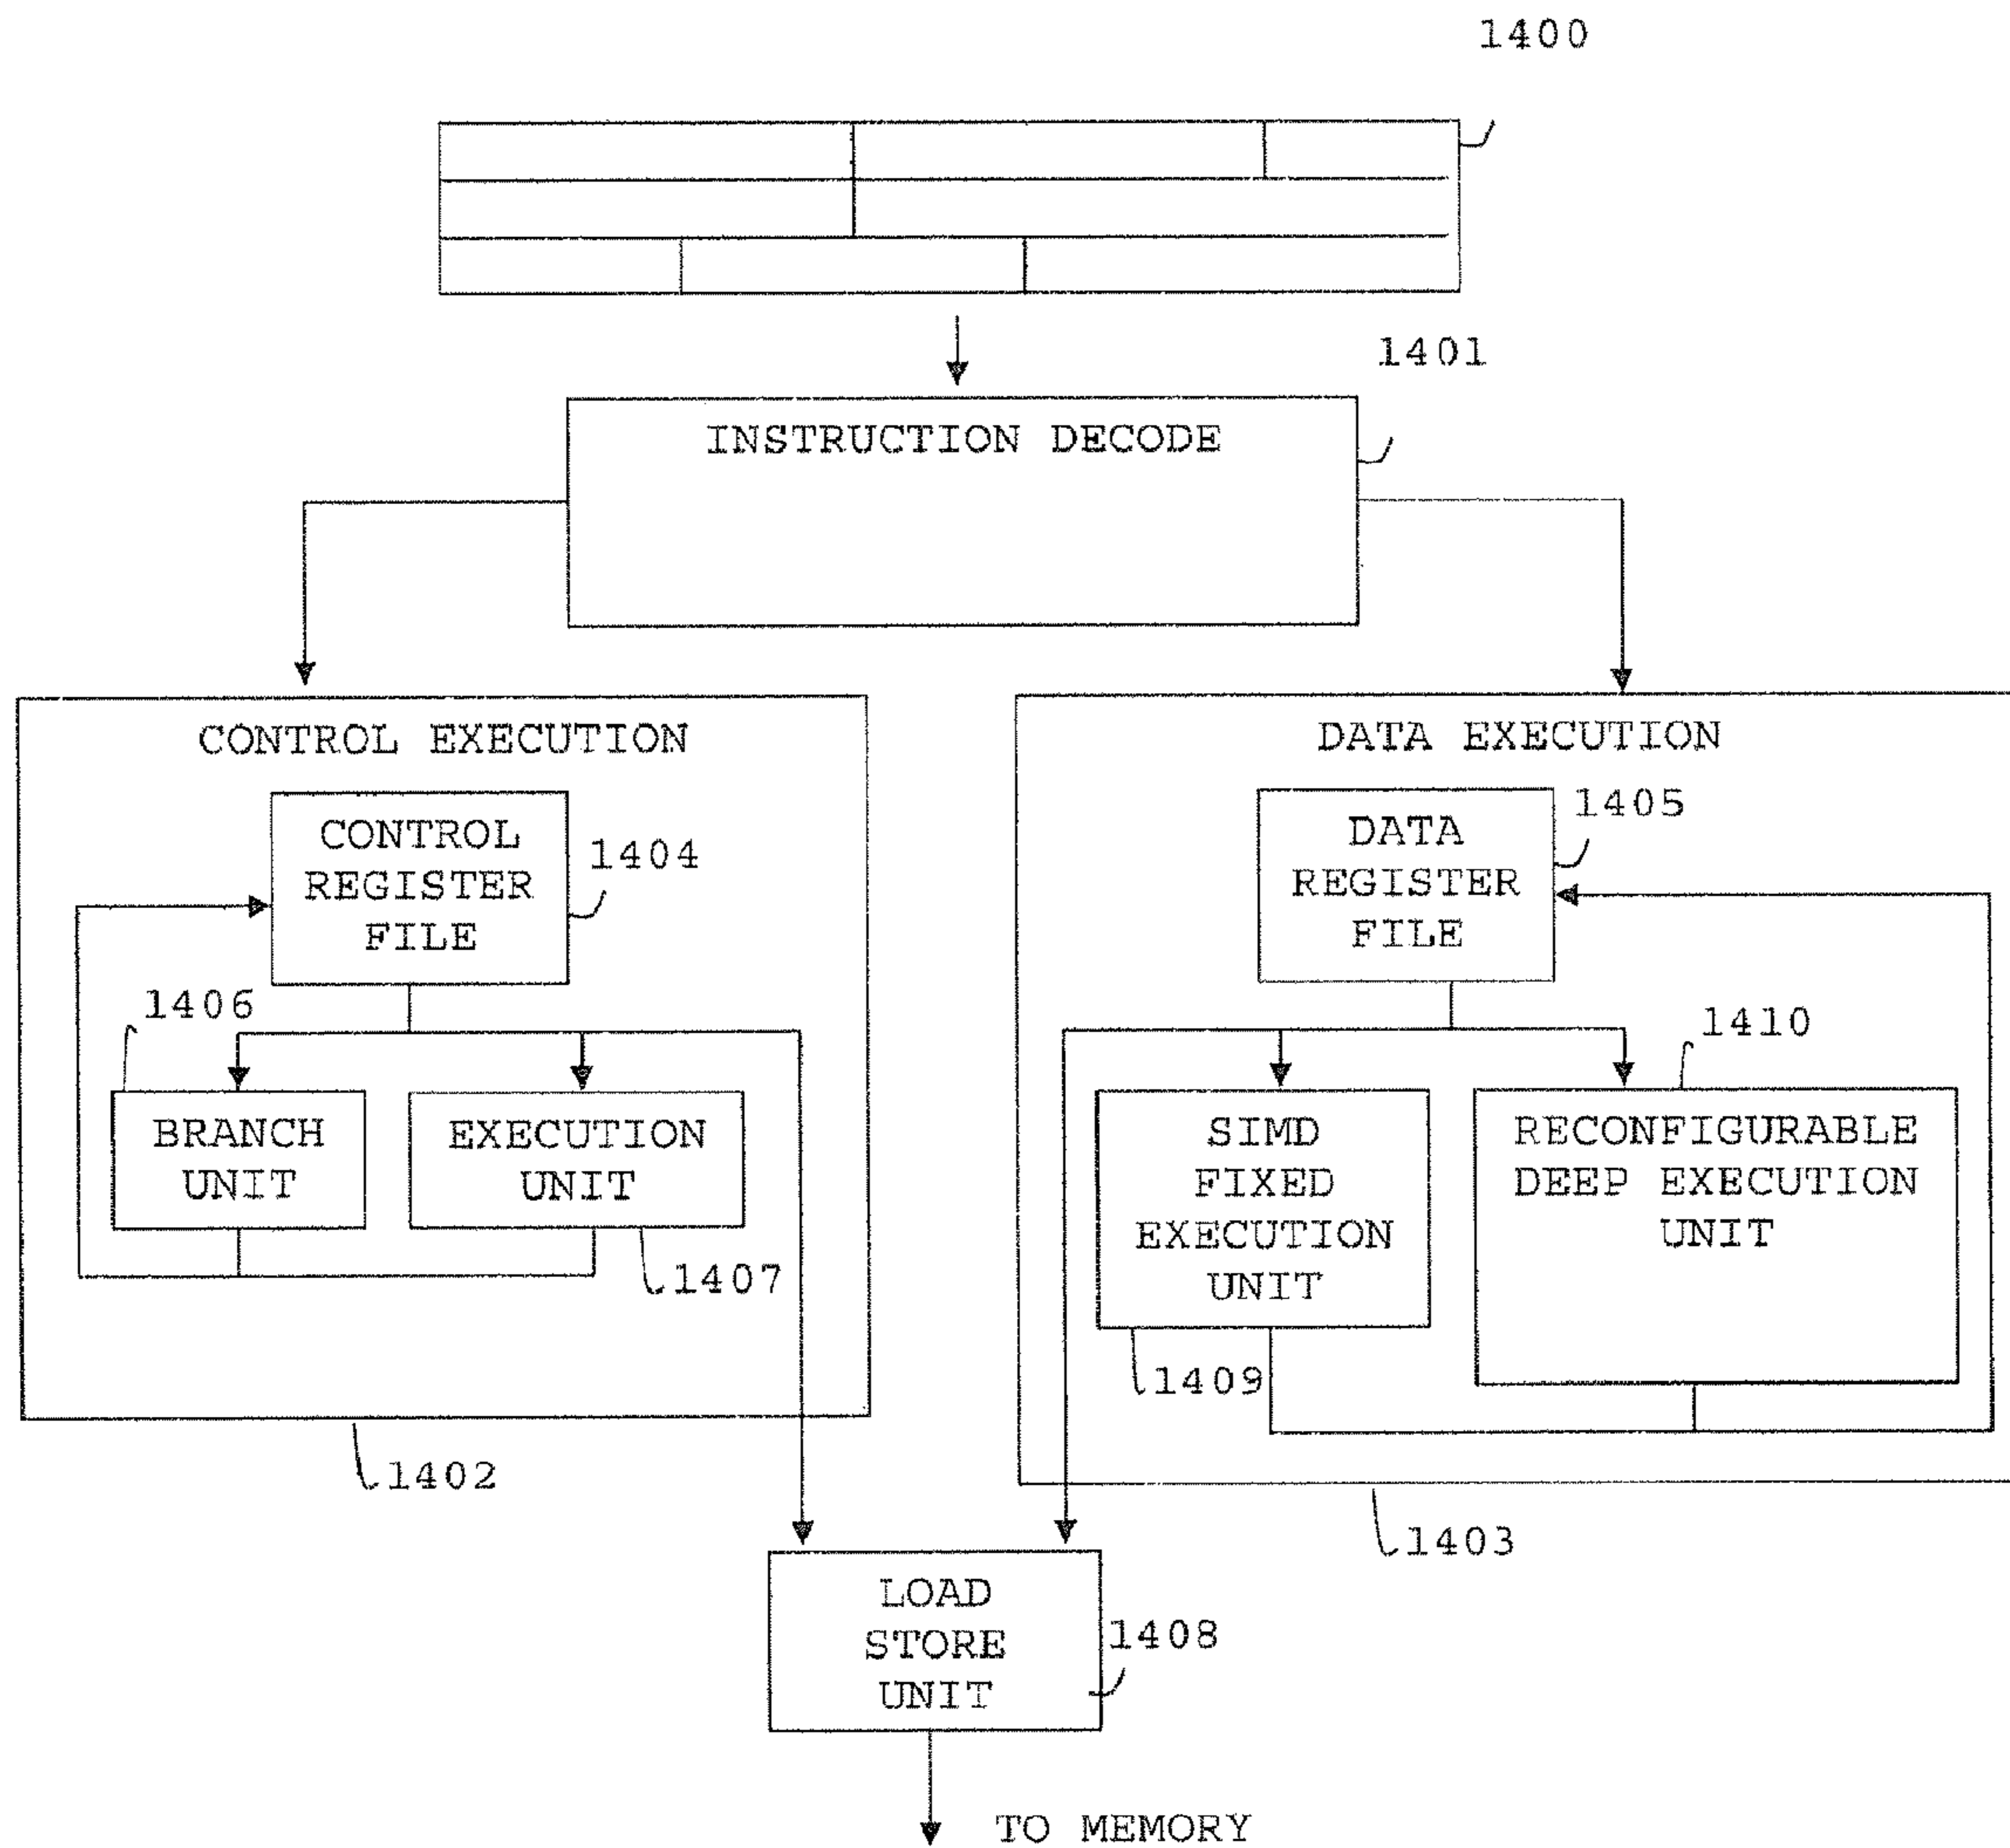 1400
1401
INSTRUCTION DECODE
CONTROL EXECUTION
CONTROL
REGISTER
FILE
1404
1406
BRANCH
UNIT
EXECUTION
UNIT
1407
1402
DATA EXECUTION
DATA
REGISTER
FILE
1405
1410
SIMD
FIXED
EXECUTION
UNIT
RECONFIGURABLE
DEEP EXECUTION
UNIT
1409
1403
LOAD
STORE
UNIT
1408
TO MEMORY